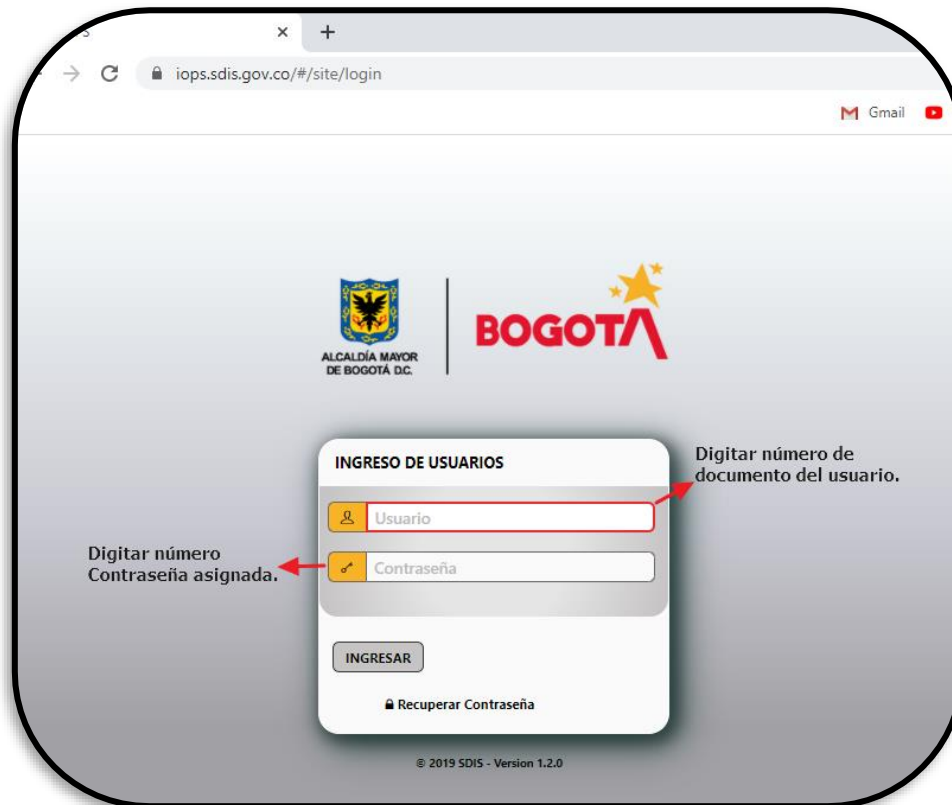 iops.sdis.gov.co/#/site/login
Gmail
ALCALDÍA MAYOR
DE BOGOTÁ D.C.
BOGOTÁ
INGRESO DE USUARIOS
Digitar número de
documento del usuario.
Usuario
Digitar número
Contraseña asignada.
Contraseña
INGRESAR
Recuperar Contraseña
© 2019 SDIS - Version 1.2.0